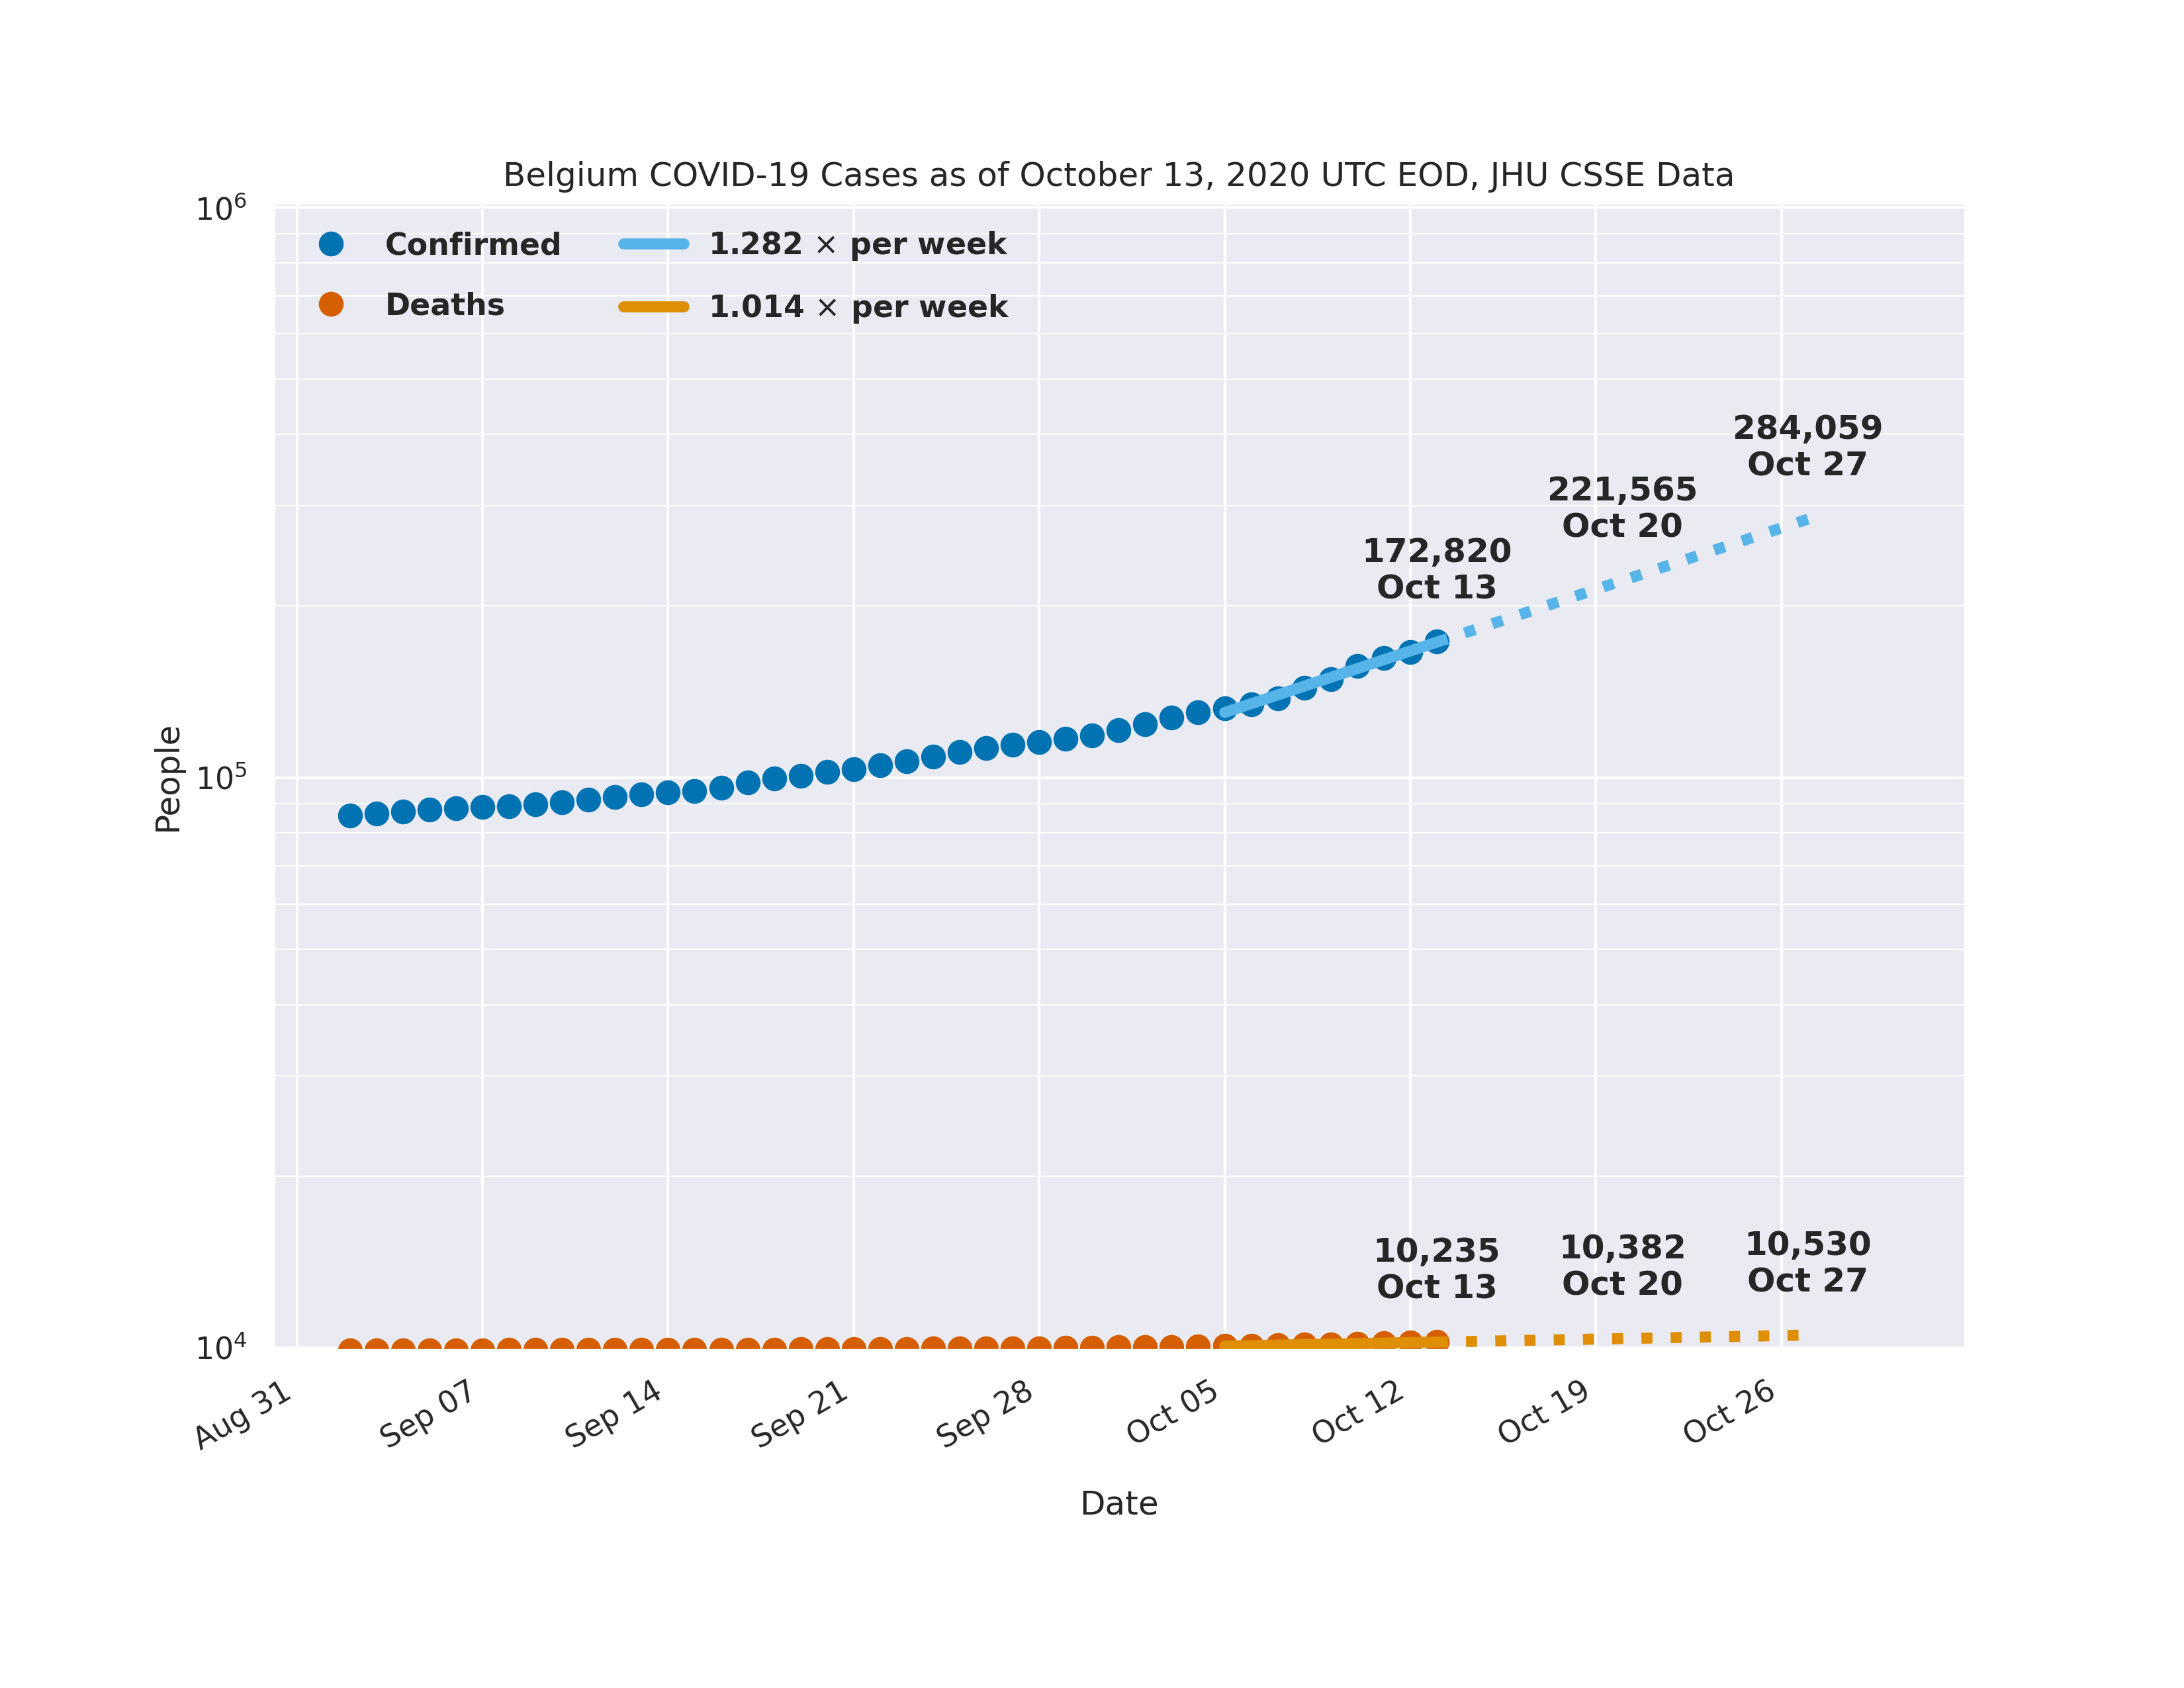 Belgium COVID-19 Cases as of October 13, 2020 UTC EOD, JHU CSSE Data
10⁶
Confirmed
1.282 × per week
Deaths
1.014 × per week
284,059
Oct 27
221,565
Oct 20
172,820
Oct 13
People
10⁵
10,235
Oct 13
10,382
Oct 20
10,530
Oct 27
10⁴
Aug 31
Sep 07
Sep 14
Sep 21
Sep 28
Oct 05
Oct 12
Oct 19
Oct 26
Date